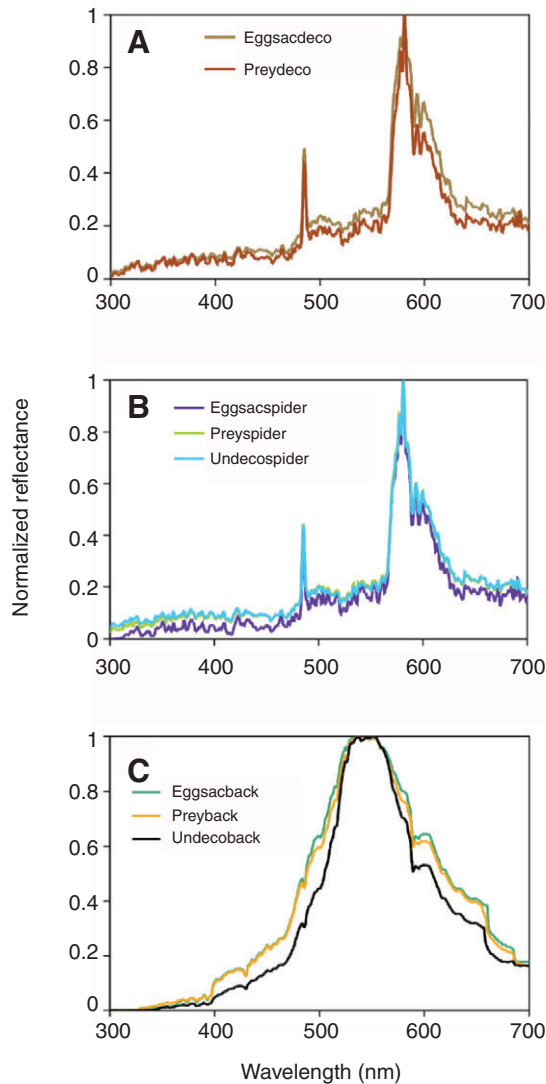 A
Eggsacdeco
Preydeco
1
0.8
0.6
0.4
0.2
0
300 400 500 600 700
B
Eggsacspider
Preyspider
Undecospider
1
0.8
0.6
0.4
0.2
0
300 400 500 600 700
Normalized reflectance
C
Eggsacback
Preyback
Undecoback
1
0.8
0.6
0.4
0.2
0
300 400 500 600 700
Wavelength (nm)